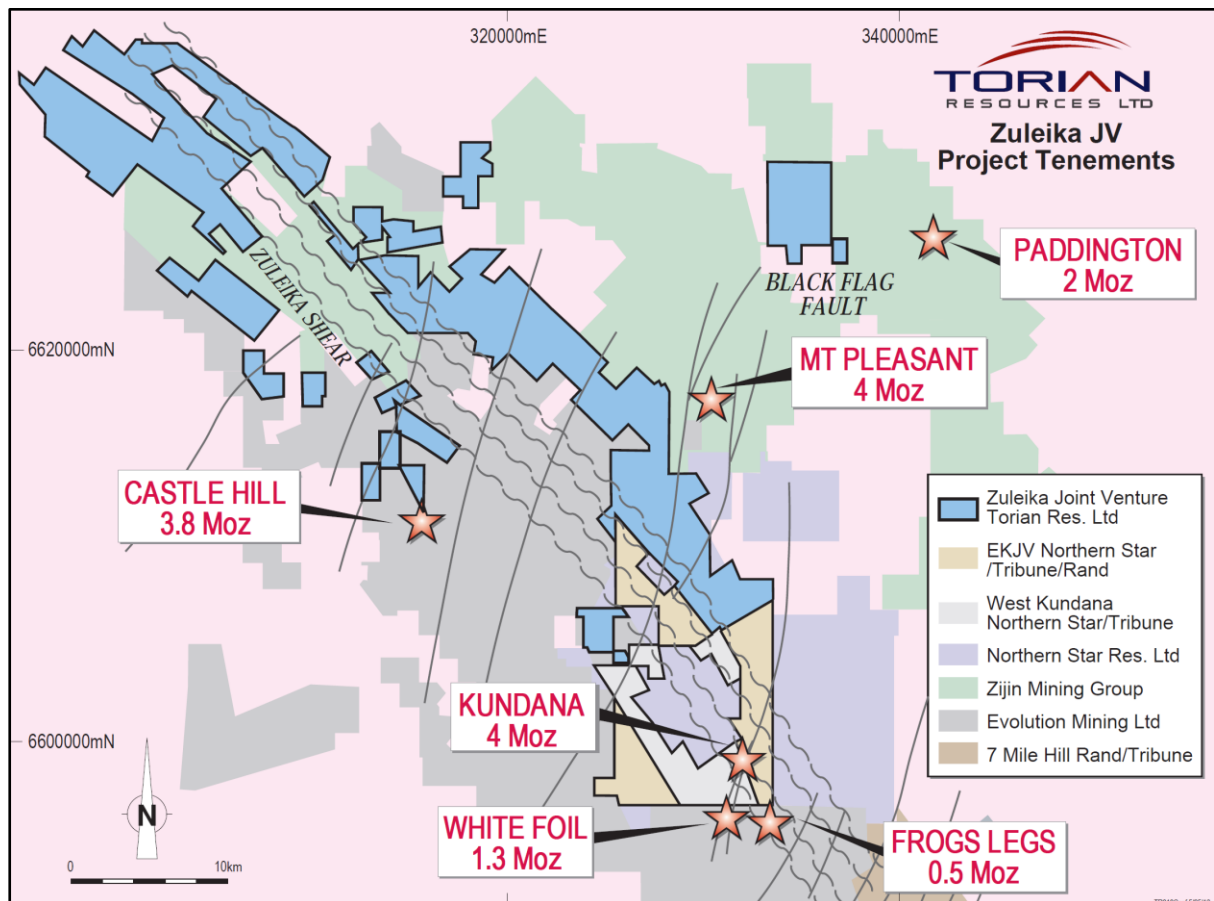 320000mE
340000mE
TORIAN
RESOURCES LTD
Zuleika JV
Project Tenements
PADDINGTON
2 Moz
BLACK FLAG
FAULT
ZULEIKA SHEAR
6620000mN
MT PLEASANT
4 Moz
CASTLE HILL
3.8 Moz
Zuleika Joint Venture
Torian Res. Ltd
EKJV Northern Star
/Tribune/Rand
West Kundana
Northern Star/Tribune
Northern Star Res. Ltd
Zijin Mining Group
Evolution Mining Ltd
7 Mile Hill Rand/Tribune
KUNDANA
4 Moz
6600000mN
N
WHITE FOIL
1.3 Moz
FROGS LEGS
0.5 Moz
0
10km